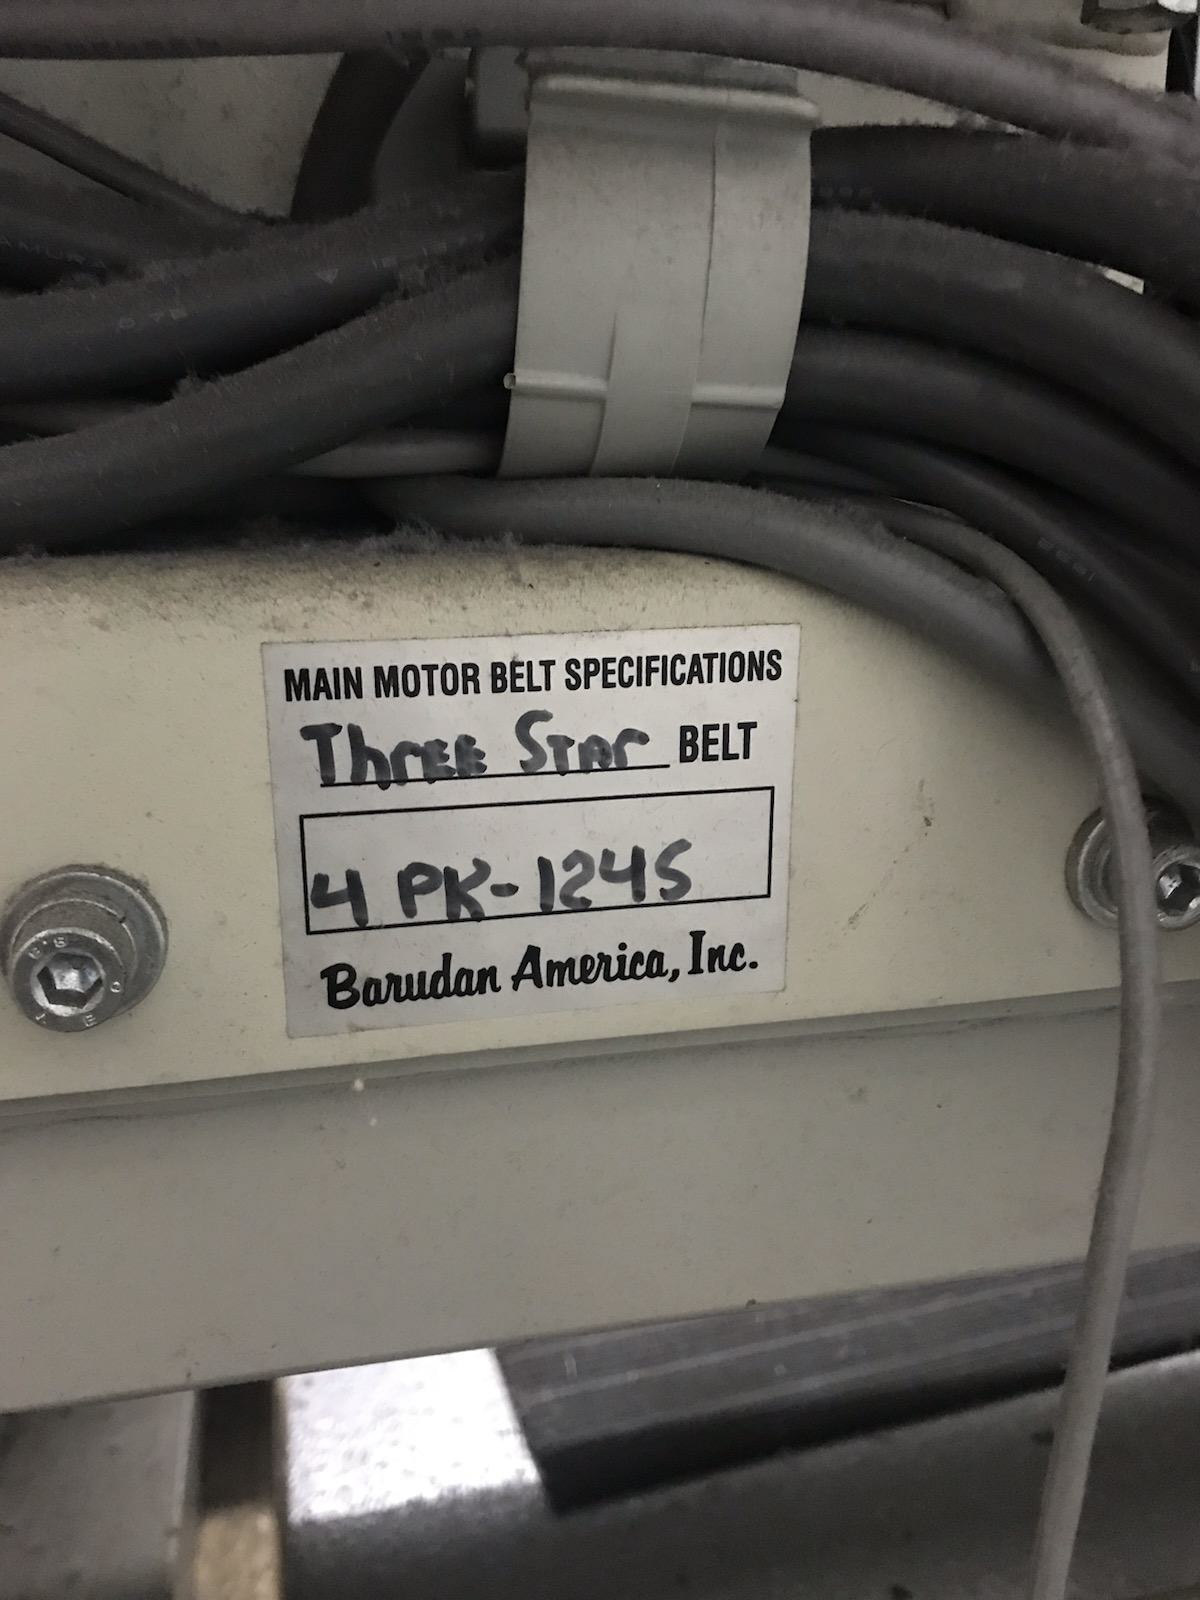 MAIN MOTOR BELT SPECIFICATIONS
Three Star BELT
4 PK-1245
Barudan America, Inc.